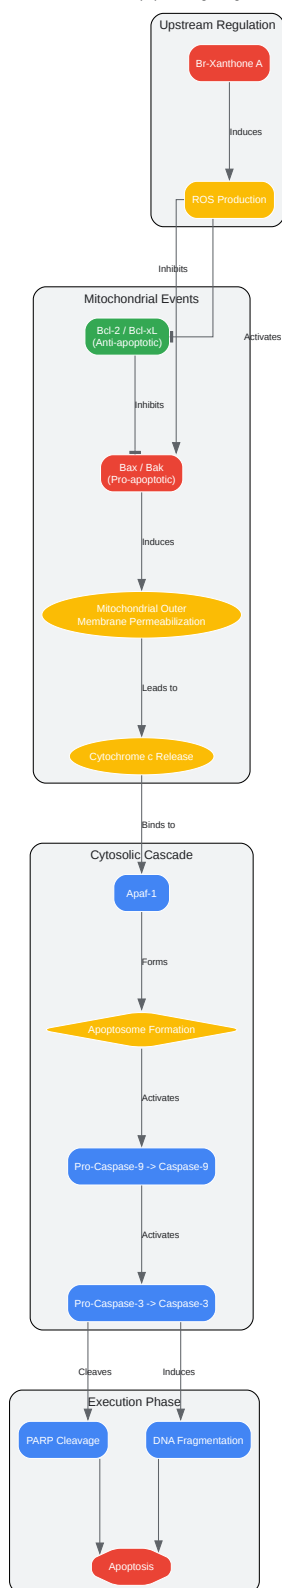 Upstream Regulation
Br-Xanthone A
Induces
ROS Production
Inhibits
Activates
Mitochondrial Events
Bcl-2 / Bcl-xL
(Anti-apoptotic)
Inhibits
Bax / Bak
(Pro-apoptotic)
Induces
Mitochondrial Outer
Membrane Permeabilization
Leads to
Cytochrome c Release
Binds to
Cytosolic Cascade
Apaf-1
Forms
Apoptosome Formation
Activates
Pro-Caspase-9 -> Caspase-9
Activates
Pro-Caspase-3 -> Caspase-3
Cleaves
Induces
Execution Phase
PARP Cleavage
DNA Fragmentation
Apoptosis